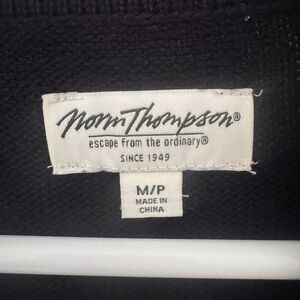 Norm Thompson®
escape from the ordinary®
SINCE 1949
M/P
MADE IN
CHINA